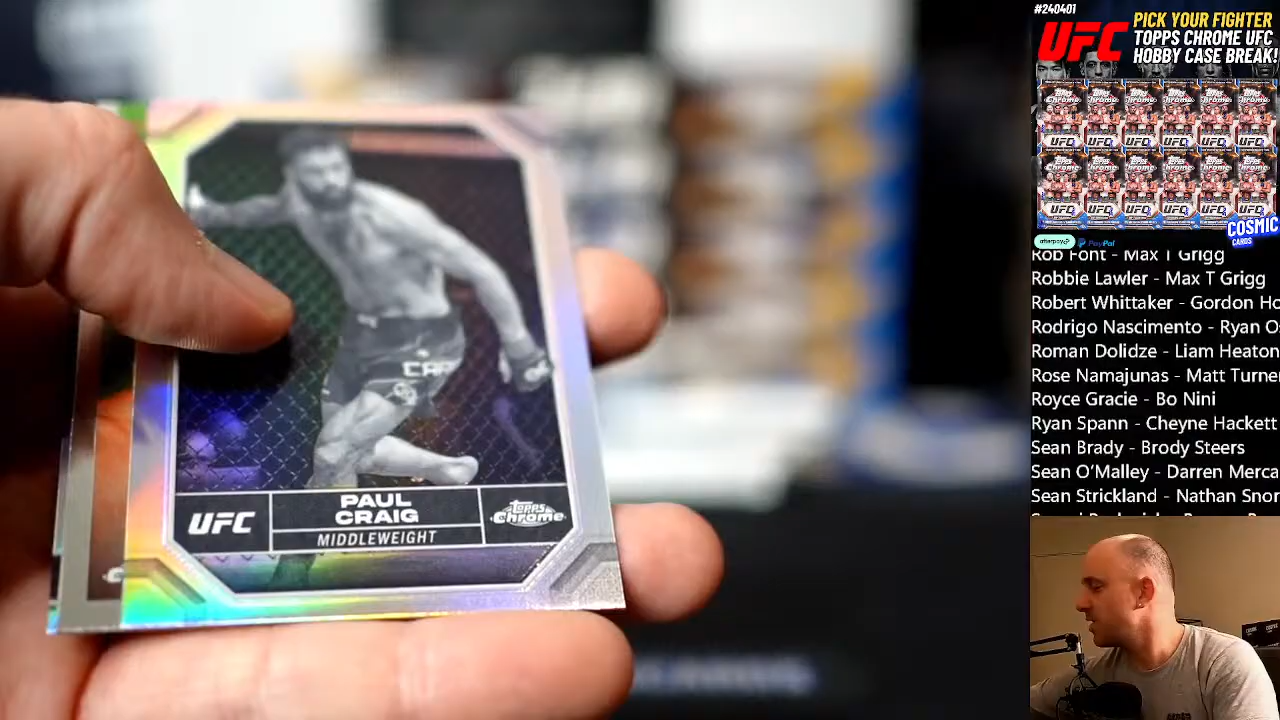 #240401
UFC
PICK YOUR FIGHTER
TOPPS CHROME UFC
HOBBY CASE BREAK!
COSMIC
CARDS
afterpay
PayPal
Rob Font - Max T Grigg
Robbie Lawler - Max T Grigg
Robert Whittaker - Gordon Ho
Rodrigo Nascimento - Ryan O
Roman Dolidze - Liam Heaton
Rose Namajunas - Matt Turne
Royce Gracie - Bo Nini
Ryan Spann - Cheyne Hackett
Sean Brady - Brody Steers
Sean O'Malley - Darren Merca
Sean Strickland - Nathan Snor
UFC
PAUL
CRAIG
MIDDLEWEIGHT
TOPPS
Chrome